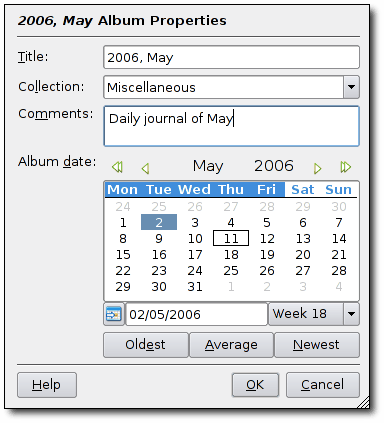 2006, May Album Properties
Title: 2006, May
Collection: Miscellaneous
Comments: Daily journal of May
Album date: May 2006
Mon Tue Wed Thu Fri Sat Sun
24 25 26 27 28 29 30
1 2 3 4 5 6 7
8 9 10 11 12 13 14
15 16 17 18 19 20 21
22 23 24 25 26 27 28
29 30 31 1 2 3 4
02/05/2006 Week 18
Oldest Average Newest
Help OK Cancel